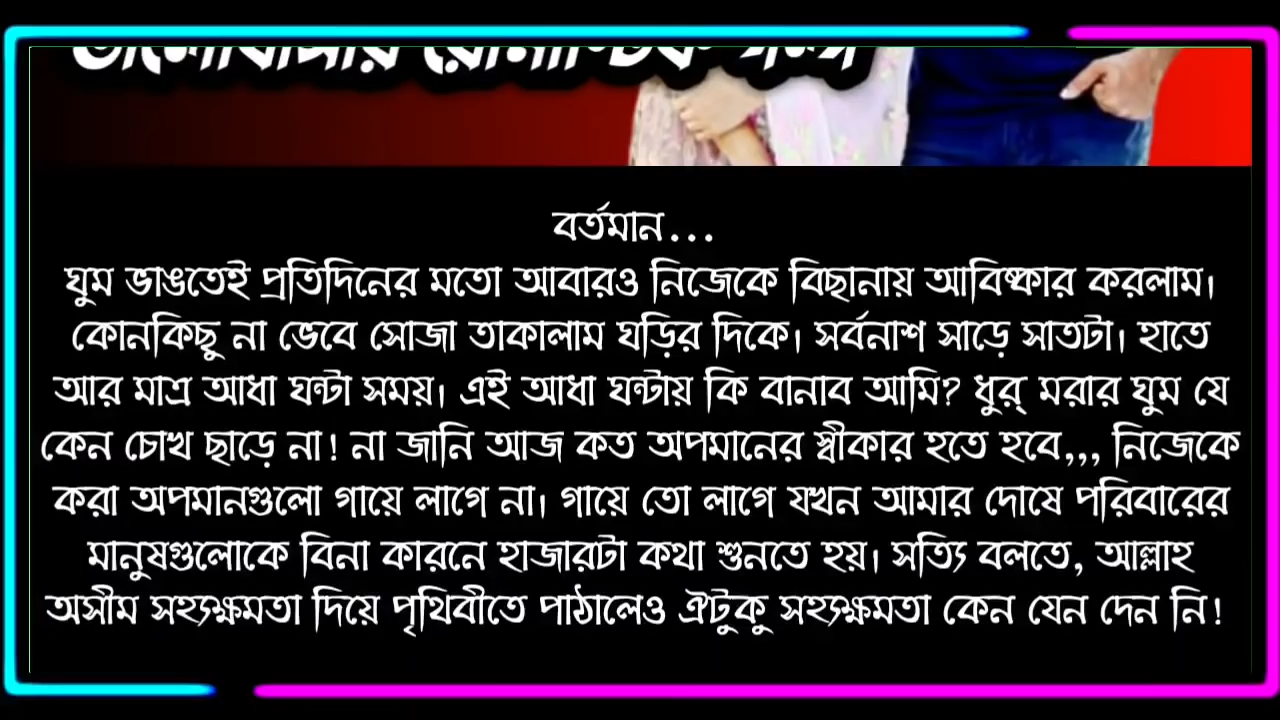 ভালোবাসার রোমান্টিক গল্প
বর্তমান...
ঘুম ভাঙতেই প্রতিদিনের মতো আবারও নিজেকে বিছানায় আবিষ্কার করলাম।
কোনকিছু না ভেবে সোজা তাকালাম ঘড়ির দিকে। সর্বনাশ সাড়ে সাতটা। হাতে
আর মাত্র আধা ঘন্টা সময়। এই আধা ঘন্টায় কি বানাব আমি? ধুর্ মরার ঘুম যে
কেন চোখ ছাড়ে না! না জানি আজ কত অপমানের স্বীকার হতে হবে,,, নিজেকে
করা অপমানগুলো গায়ে লাগে না। গায়ে তো লাগে যখন আমার দোষে পরিবারের
মানুষগুলোকে বিনা কারনে হাজারটা কথা শুনতে হয়। সত্যি বলতে, আল্লাহ
অসীম সহ্যক্ষমতা দিয়ে পৃথিবীতে পাঠালেও ঐটুকু সহ্যক্ষমতা কেন যেন দেন নি!